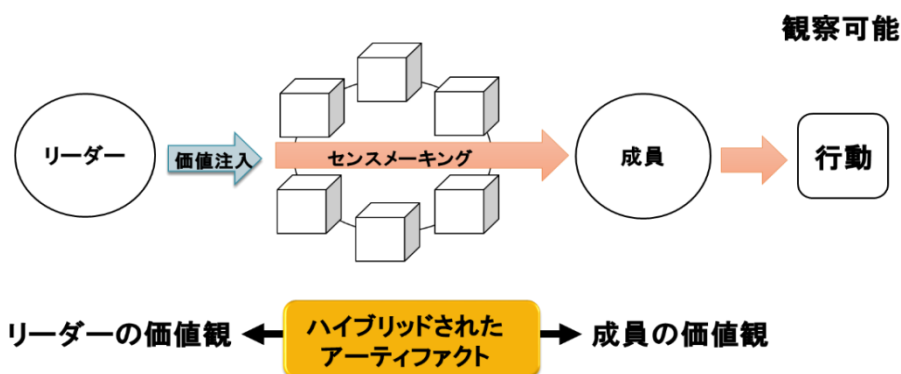 観察可能
リーダー
価値注入
センスメーキング
成員
行動
リーダーの価値観
ハイブリッドされた
アーティファクト
成員の価値観